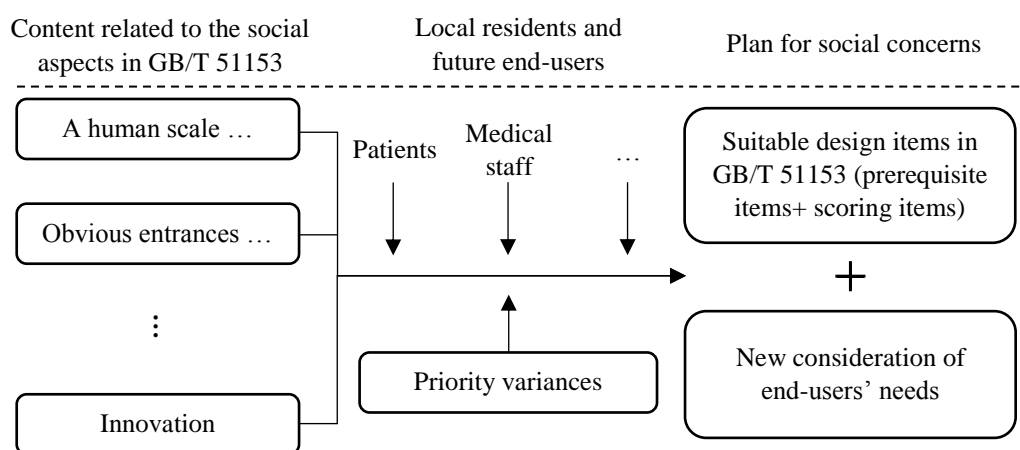 Content related to the social
aspects in GB/T 51153
Local residents and
future end-users
Plan for social concerns
A human scale …
Obvious entrances …
⋮
Innovation
Patients
Medical
staff
…
Priority variances
Suitable design items in
GB/T 51153 (prerequisite
items+ scoring items)
+
New consideration of
end-users’ needs